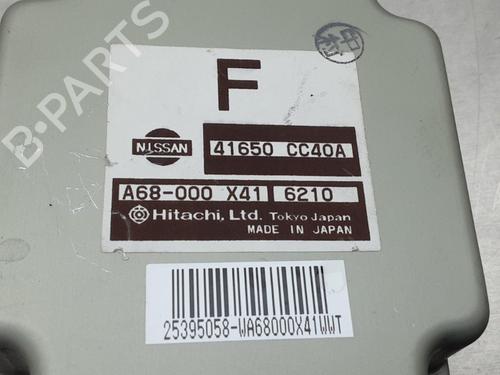 B-PARTS
F
NISSAN
41650 CC40A
A68-000 X41 6210
Hitachi, Ltd. Tokyo Japan
MADE IN JAPAN
25395058-WA68000X41WWT